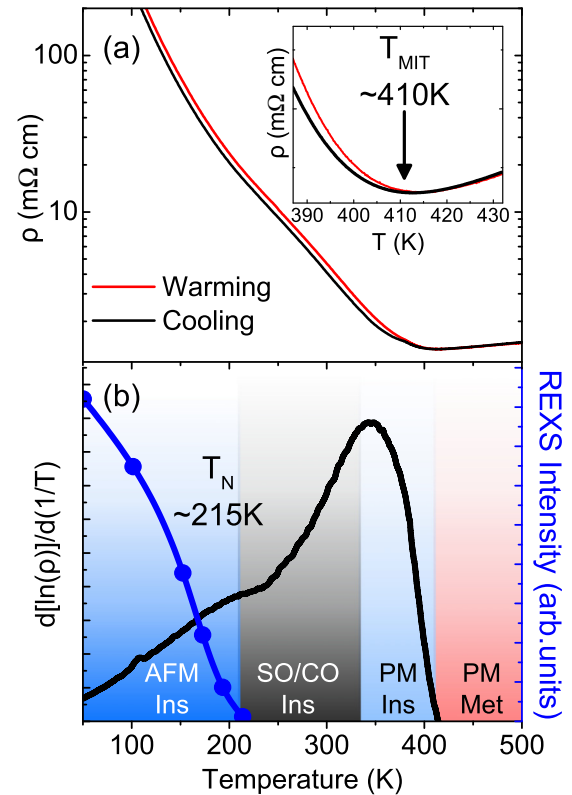 (a)
100
10
ρ (mΩ cm)
T_MIT
~410K
ρ (mΩ cm)
390 400 410 420 430
T (K)
Warming
Cooling
(b)
T_N
~215K
d[ln(ρ)]/d(1/T)
REXS Intensity (arb.units)
AFM
Ins
SO/CO
Ins
PM
Ins
PM
Met
100 200 300 400 500
Temperature (K)